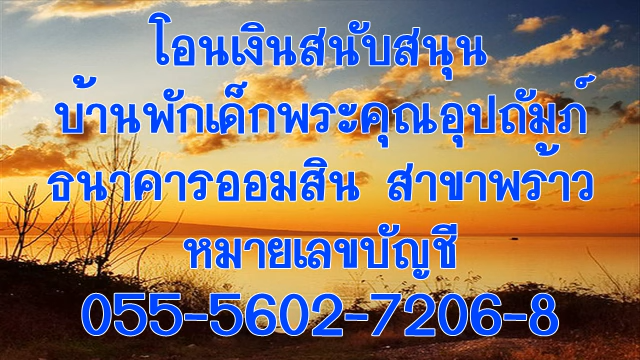 โอนเงินสนับสนุน
บ้านพักเด็กพระคุณอุปถัมภ์
ธนาคารออมสิน สาขาพร้าว
หมายเลขบัญชี
055-5602-7206-8